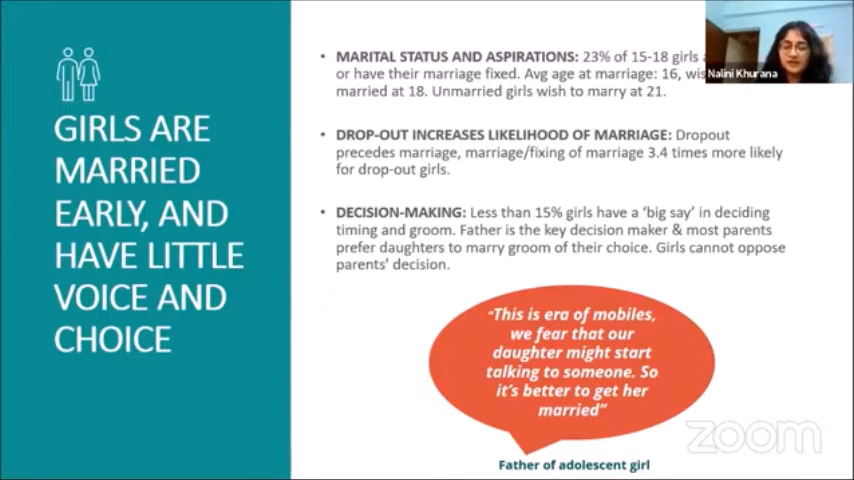 GIRLS ARE
MARRIED
EARLY, AND
HAVE LITTLE
VOICE AND
CHOICE
• MARITAL STATUS AND ASPIRATIONS: 23% of 15-18 girls
or have their marriage fixed. Avg age at marriage: 16,
married at 18. Unmarried girls wish to marry at 21.
• DROP-OUT INCREASES LIKELIHOOD OF MARRIAGE: Dropout
precedes marriage, marriage/fixing of marriage 3.4 times more likely
for drop-out girls.
• DECISION-MAKING: Less than 15% girls have a ‘big say’ in deciding
timing and groom. Father is the key decision maker & most parents
prefer daughters to marry groom of their choice. Girls cannot oppose
parents' decision.
“This is era of mobiles,
we fear that our
daughter might start
talking to someone. So
it’s better to get her
married”
Father of adolescent girl
Nalini Khurana
zoom